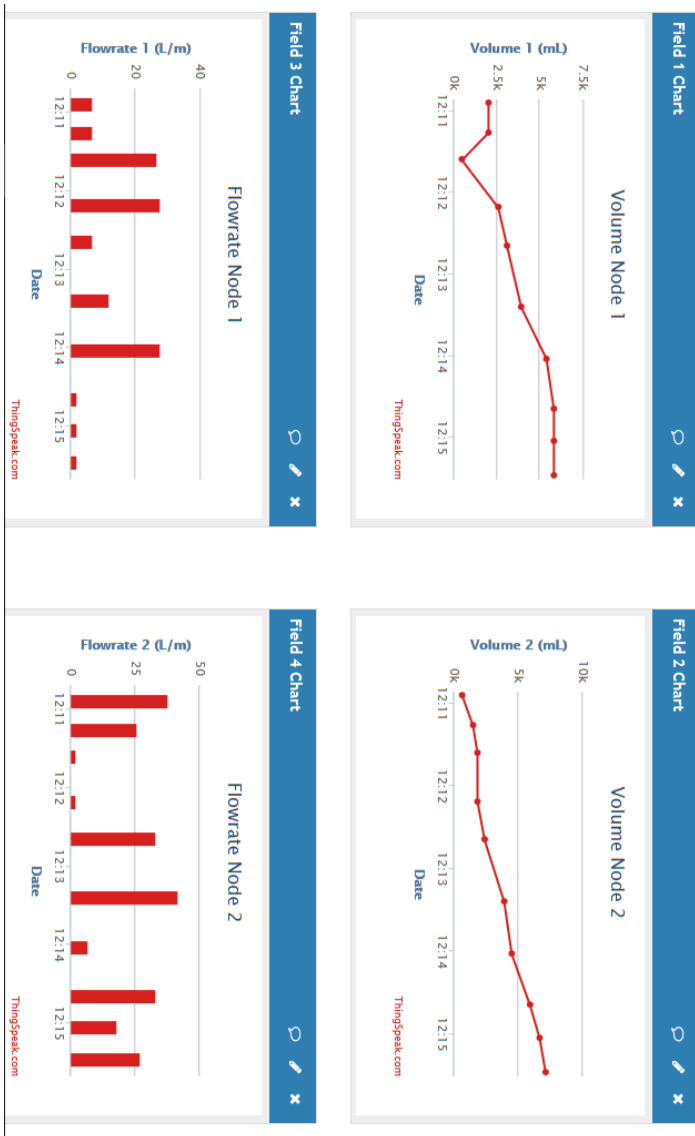 Field 1 Chart
Volume Node 1
Volume 1 (mL)
7.5k
5k
2.5k
0k
12:11
12:12
12:13
12:14
12:15
Date
ThingSpeak.com
Field 2 Chart
Volume Node 2
Volume 2 (mL)
10k
5k
0k
12:11
12:12
12:13
12:14
12:15
Date
ThingSpeak.com
Field 3 Chart
Flowrate Node 1
Flowrate 1 (L/m)
40
20
0
12:11
12:12
12:13
12:14
12:15
Date
ThingSpeak.com
Field 4 Chart
Flowrate Node 2
Flowrate 2 (L/m)
50
25
0
12:11
12:12
12:13
12:14
12:15
Date
ThingSpeak.com